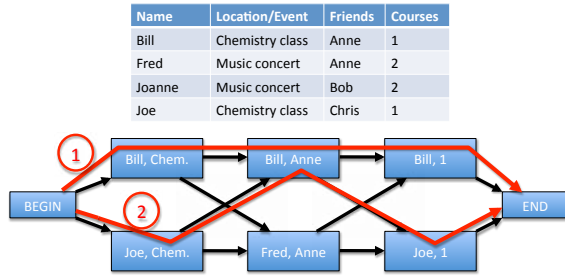 Name Location/Event Friends Courses
Bill Chemistry class Anne 1
Fred Music concert Anne 2
Joanne Music concert Bob 2
Joe Chemistry class Chris 1
1
Bill, Chem. Bill, Anne Bill, 1
BEGIN 2 END
Joe, Chem. Fred, Anne Joe, 1